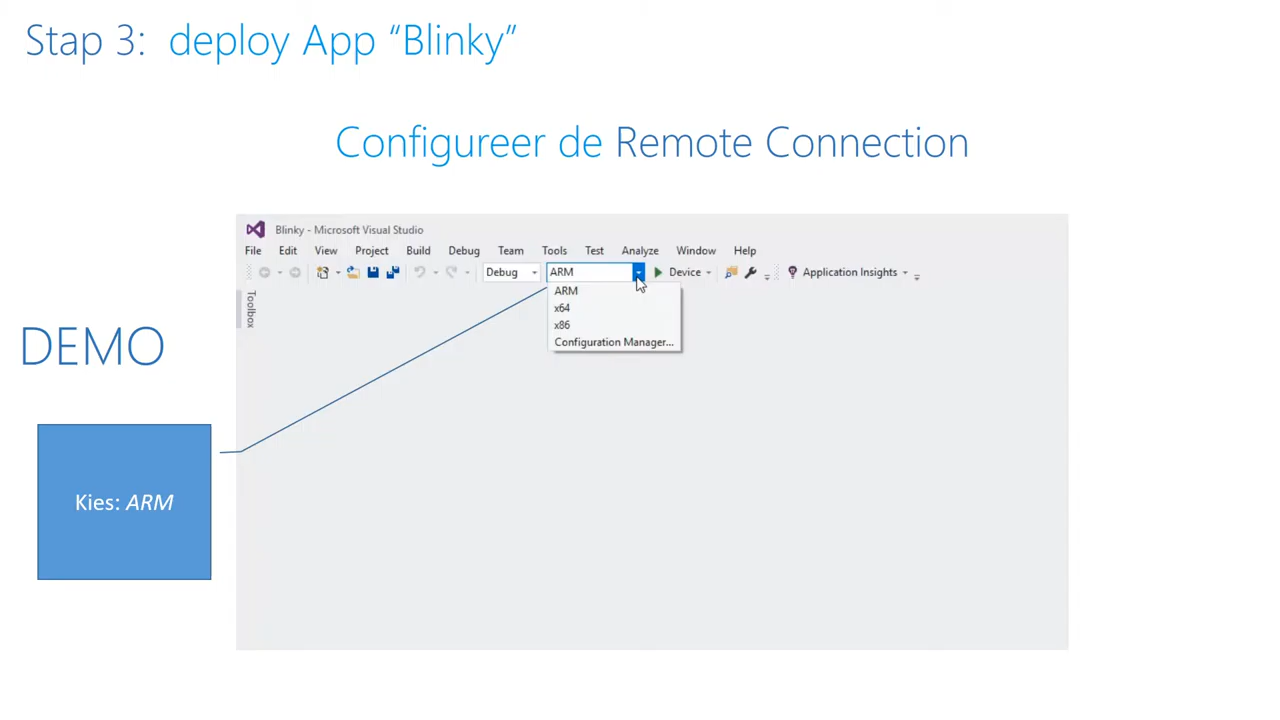 Stap 3: deploy App “Blinky”
Configureer de Remote Connection
Blinky - Microsoft Visual Studio
File Edit View Project Build Debug Team Tools Test Analyze Window Help
Debug ARM Device Application Insights
Toolbox
ARM
x64
x86
Configuration Manager...
DEMO
Kies: ARM